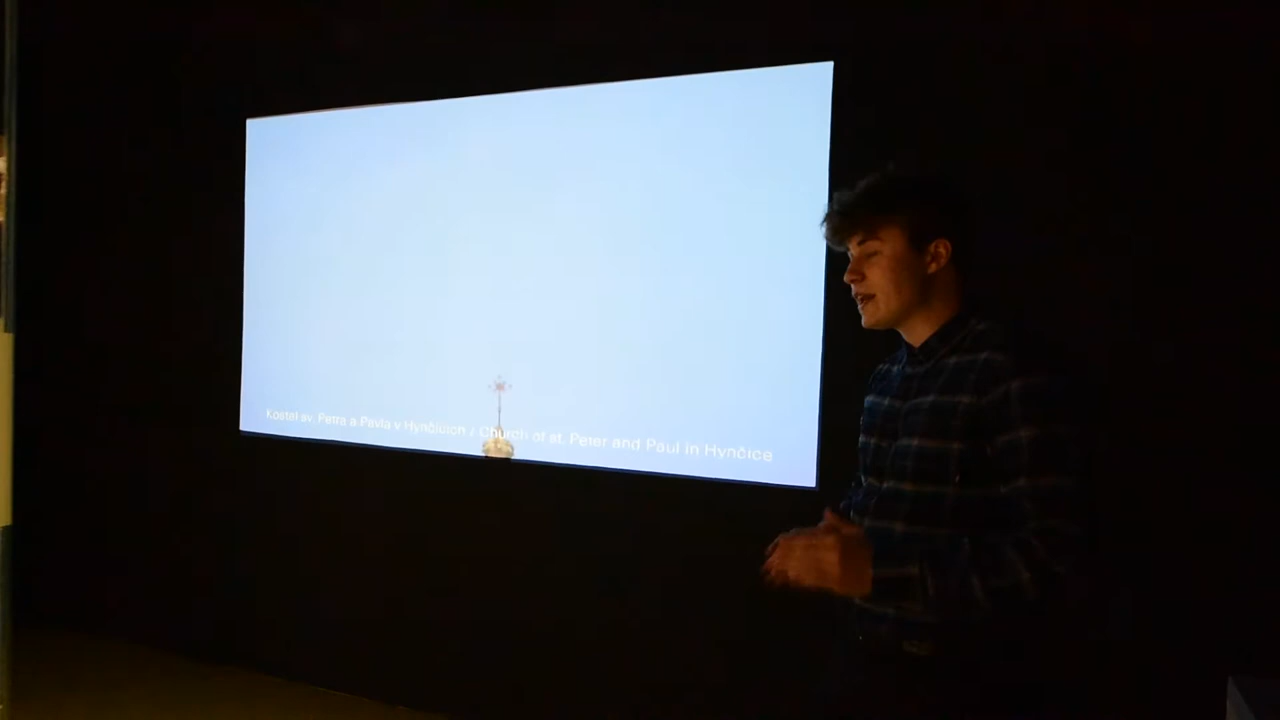 Kostel sv. Petra a Pavla v Hynčicích / Church of st. Peter and Paul in Hynčice